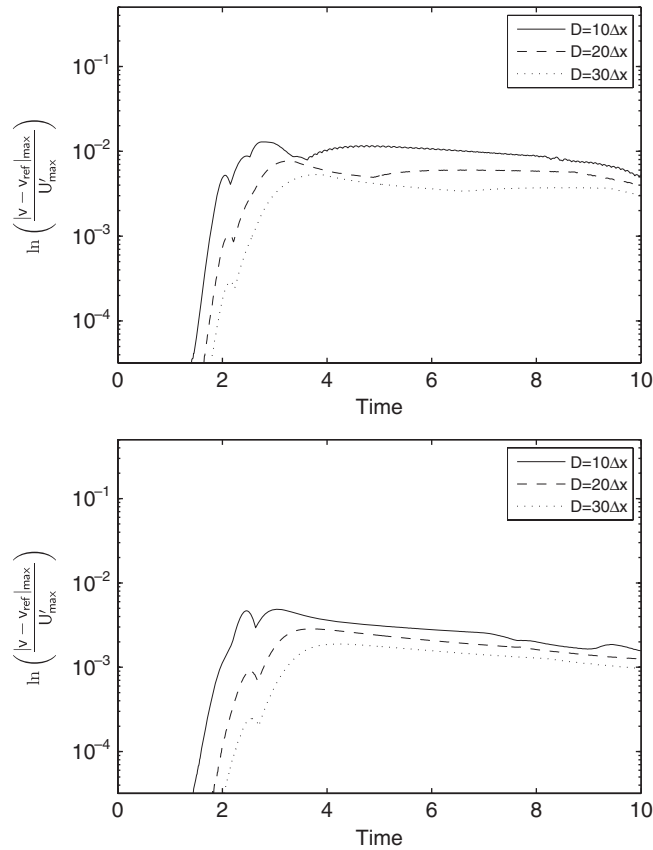 D=10Δx
D=20Δx
D=30Δx
10⁻¹
10⁻²
10⁻³
10⁻⁴
ln ( |v − v_ref|_max / U′_max )
0 2 4 6 8 10
Time
D=10Δx
D=20Δx
D=30Δx
10⁻¹
10⁻²
10⁻³
10⁻⁴
ln ( |v − v_ref|_max / U′_max )
0 2 4 6 8 10
Time